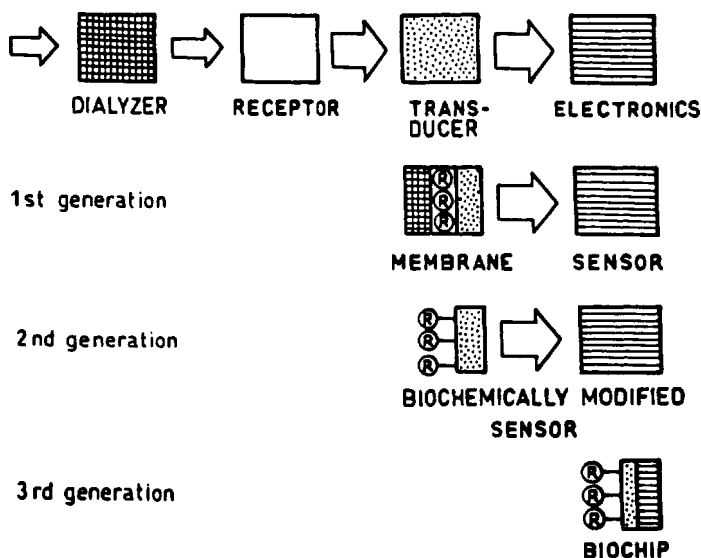 DIALYZER RECEPTOR TRANS-
DUCER ELECTRONICS
1st generation
R
R
R
MEMBRANE SENSOR
2nd generation
R
R
R
BIOCHEMICALLY MODIFIED
SENSOR
3rd generation
R
R
R
BIOCHIP